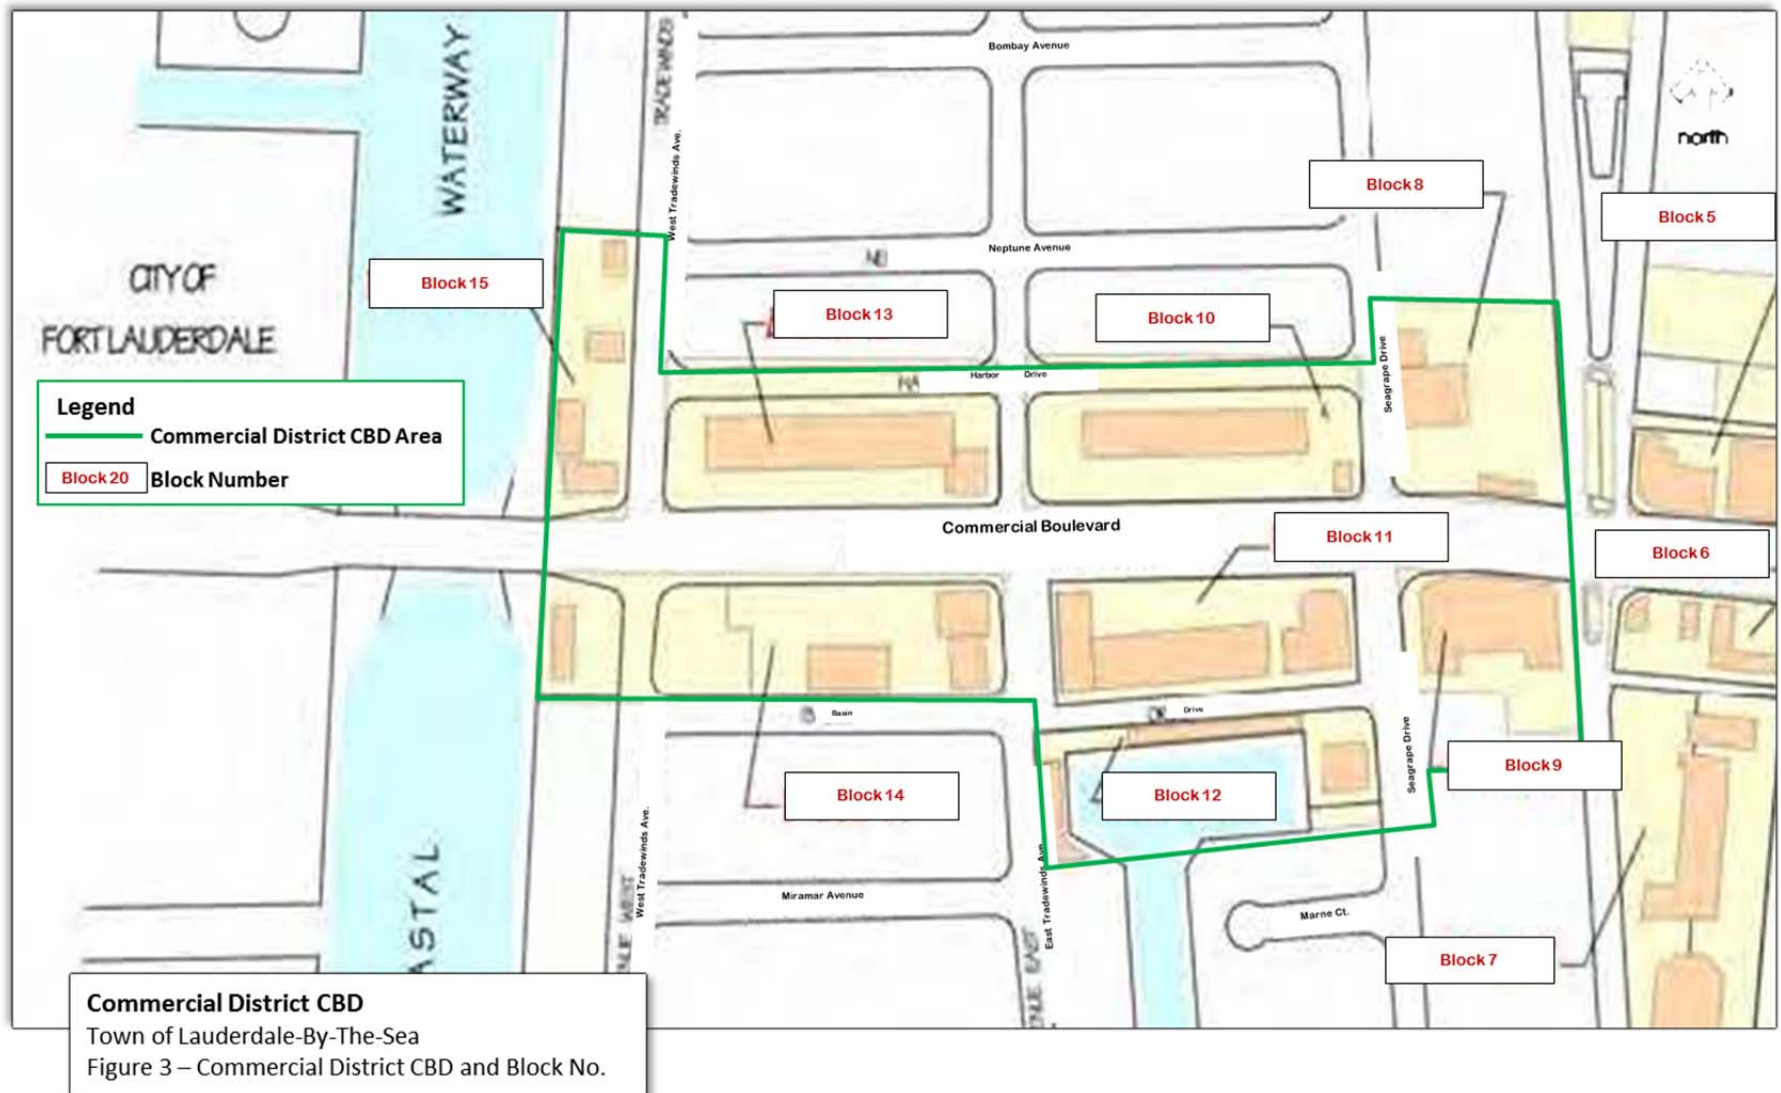 WATERWAY
TRADEWINDS
West Tradewinds Ave.
Bombay Avenue
north
Block 8
Block 5
CITY OF
FORT LAUDERDALE
Block 15
NB
Neptune Avenue
Block 13
Block 10
Seagrape Drive
NA
Harbor Drive
Legend
Commercial District CBD Area
Block 20 Block Number
Commercial Boulevard
Block 11
Block 6
Basin Drive
Block 14
Block 12
Block 9
Seagrape Drive
West Tradewinds Ave.
East Tradewinds Ave
Miramar Avenue
Marne Ct.
Block 7
ASTAL
EAST
Commercial District CBD
Town of Lauderdale-By-The-Sea
Figure 3 – Commercial District CBD and Block No.